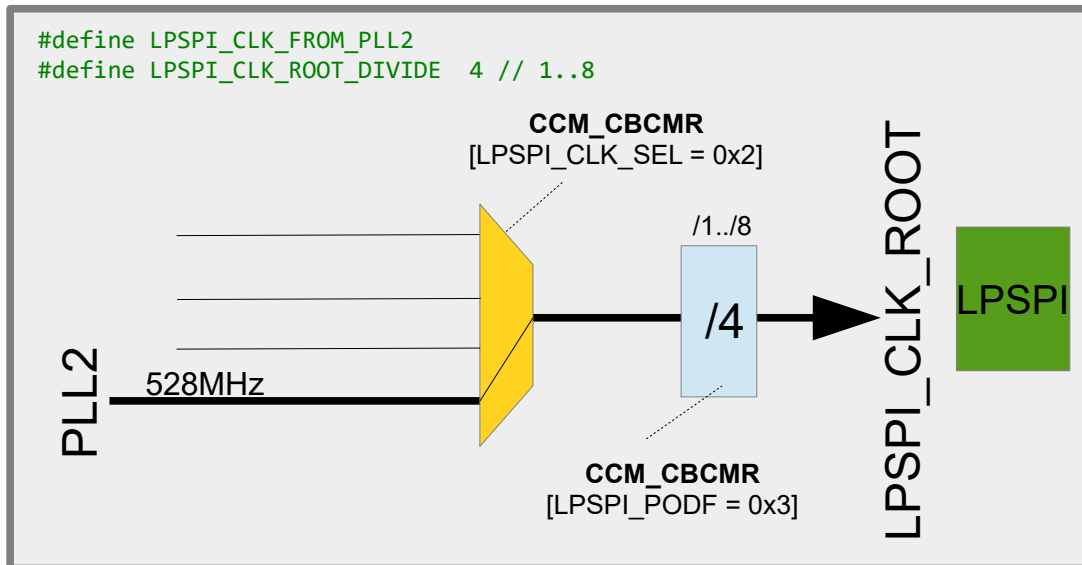 #define LPSPI_CLK_FROM_PLL2
#define LPSPI_CLK_ROOT_DIVIDE  4 // 1..8
CCM_CBCMR
[LPSPI_CLK_SEL = 0x2]
/1../8
/4
528MHz
PLL2
CCM_CBCMR
[LPSPI_PODF = 0x3]
LPSPI_CLK_ROOT
LPSPI